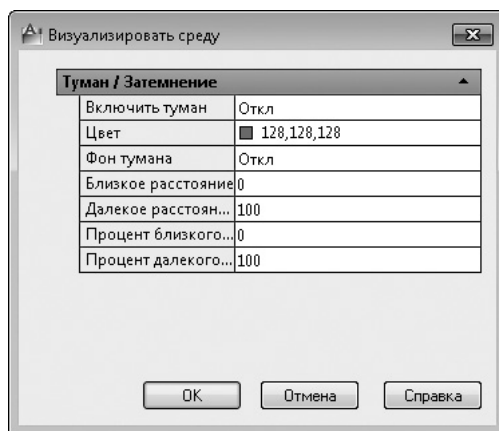 Визуализировать среду
Туман / Затемнение
Включить туман Откл
Цвет 128,128,128
Фон тумана Откл
Близкое расстояние 0
Далекое расстоян... 100
Процент близкого... 0
Процент далекого... 100
OK Отмена Справка